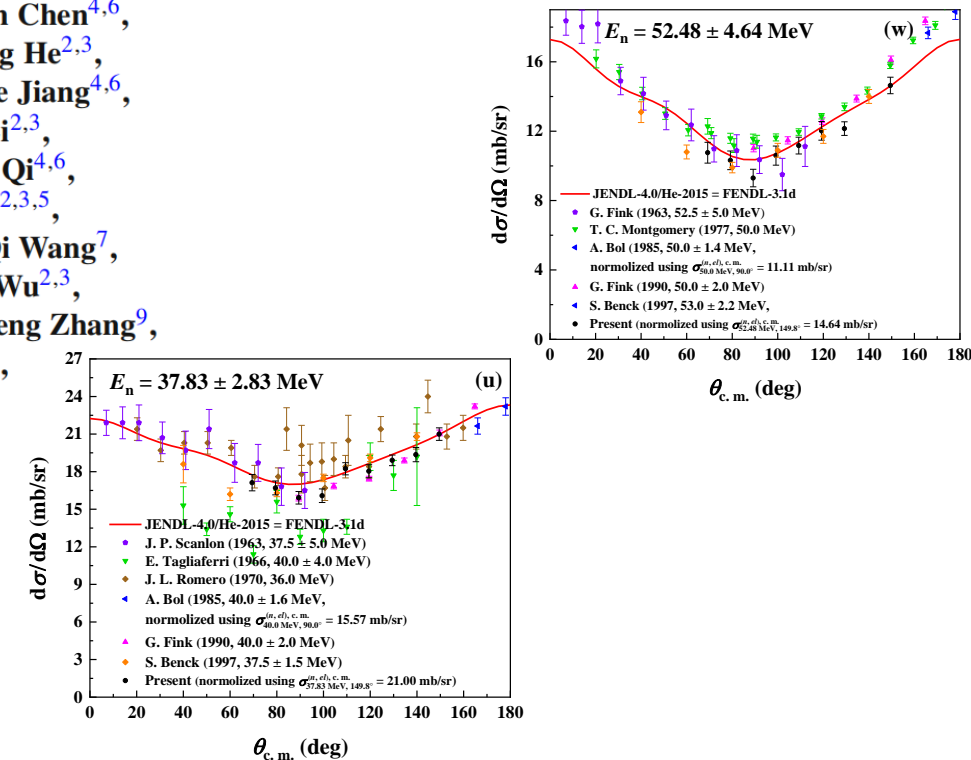 n Chen4,6,
g He2,3,
e Jiang4,6,
i2,3,
Qi4,6,
2,3,5,
i Wang7,
Wu2,3,
eng Zhang9,
,
En = 52.48 ± 4.64 MeV
(w)
16
12
8
4
0
dσ/dΩ (mb/sr)
JENDL-4.0/He-2015 = FENDL-3.1d
G. Fink (1963, 52.5 ± 5.0 MeV)
T. C. Montgomery (1977, 50.0 MeV)
A. Bol (1985, 50.0 ± 1.4 MeV,
normolized using σ(n, el), c. m. 50.0 MeV, 90.0° = 11.11 mb/sr)
G. Fink (1990, 50.0 ± 2.0 MeV)
S. Benck (1997, 53.0 ± 2.2 MeV,
Present (normolized using σ(n, el), c. m. 52.48 MeV, 149.8° = 14.64 mb/sr)
0 20 40 60 80 100 120 140 160 180
θc. m. (deg)
En = 37.83 ± 2.83 MeV
(u)
27
24
21
18
15
12
9
6
3
0
dσ/dΩ (mb/sr)
JENDL-4.0/He-2015 = FENDL-3.1d
J. P. Scanlon (1963, 37.5 ± 5.0 MeV)
E. Tagliaferri (1966, 40.0 ± 4.0 MeV)
J. L. Romero (1970, 36.0 MeV)
A. Bol (1985, 40.0 ± 1.6 MeV,
normolized using σ(n, el), c. m. 40.0 MeV, 90.0° = 15.57 mb/sr)
G. Fink (1990, 40.0 ± 2.0 MeV)
S. Benck (1997, 37.5 ± 1.5 MeV)
Present (normolized using σ(n, el), c. m. 37.83 MeV, 149.8° = 21.00 mb/sr)
0 20 40 60 80 100 120 140 160 180
θc. m. (deg)